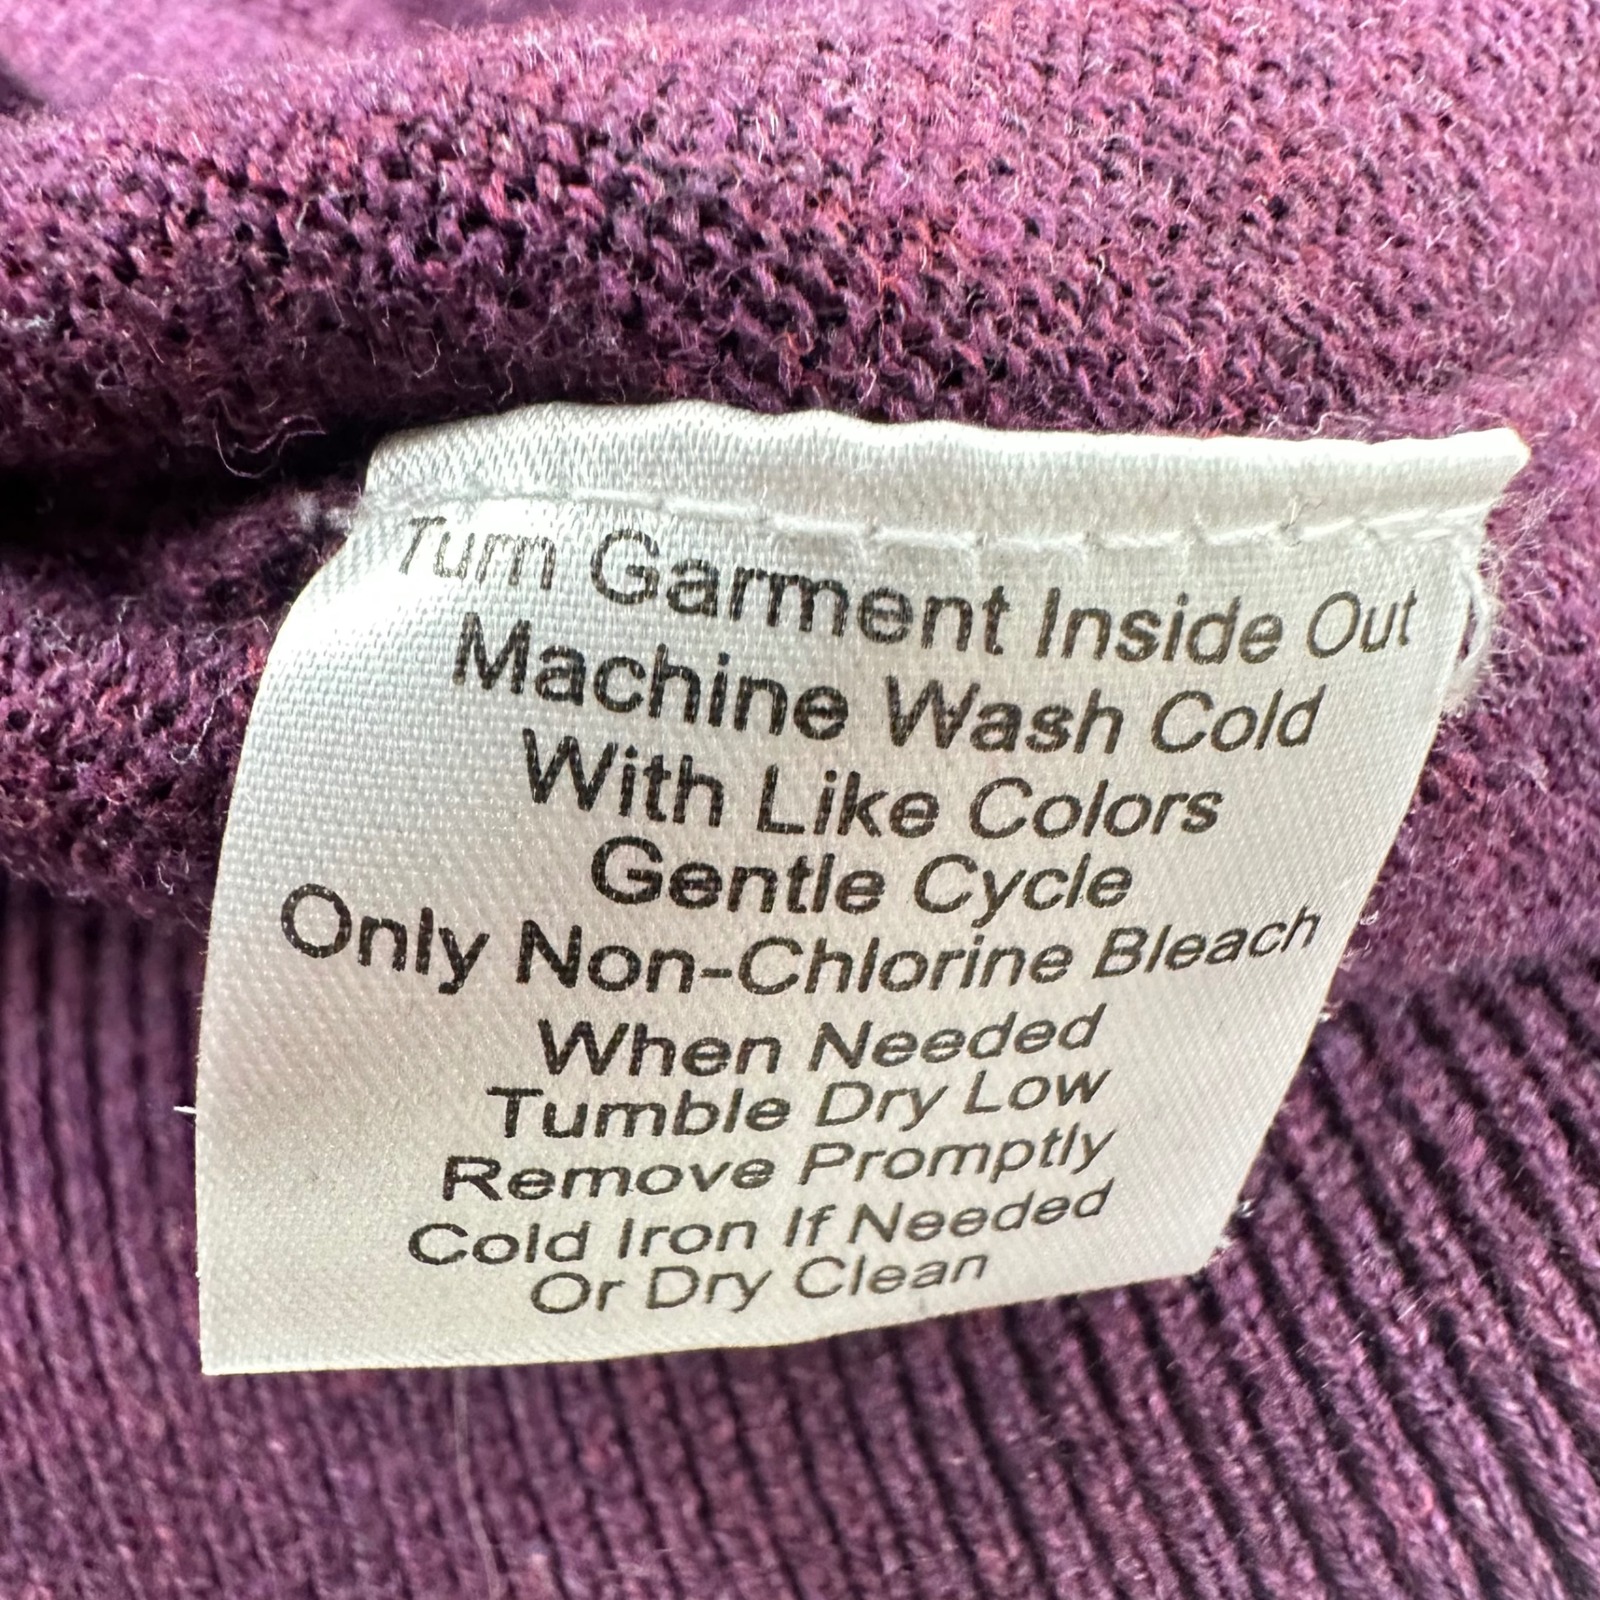 Turn Garment Inside Out
Machine Wash Cold
With Like Colors
Gentle Cycle
Only Non-Chlorine Bleach
When Needed
Tumble Dry Low
Remove Promptly
Cold Iron If Needed
Or Dry Clean